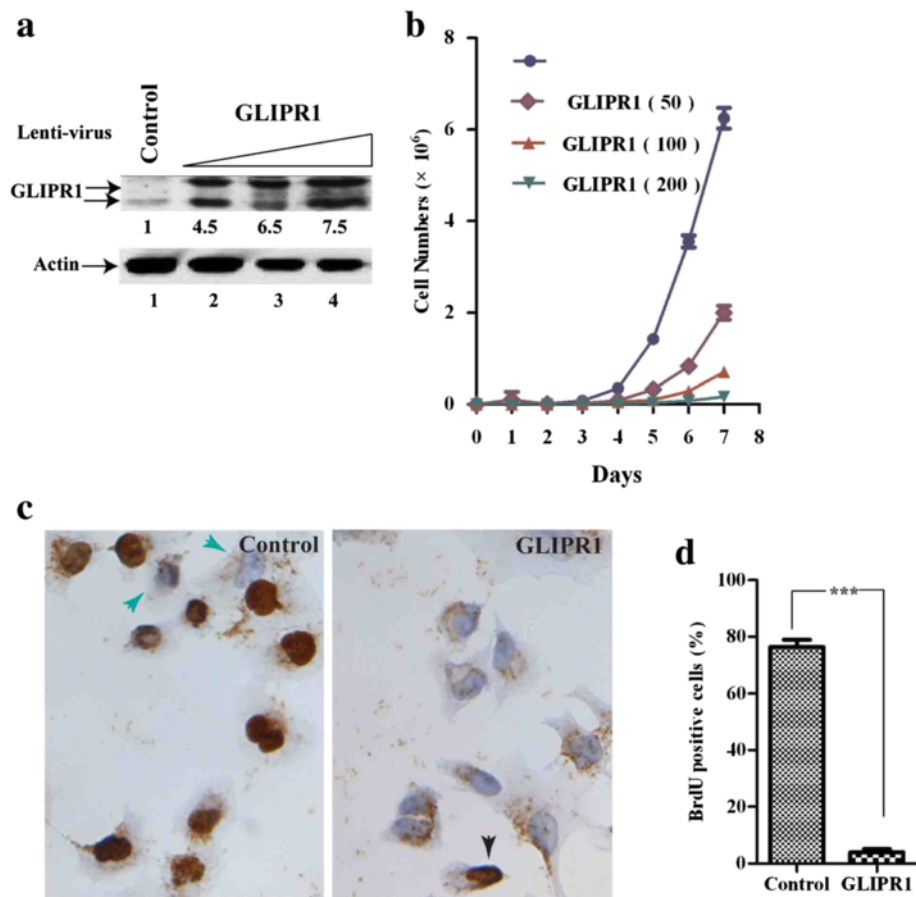 a
Lenti-virus
Control
GLIPR1
GLIPR1
1 4.5 6.5 7.5
Actin
1 2 3 4
b
Cell Numbers (× 10⁶)
8
6
4
2
0
GLIPR1 ( 50 )
GLIPR1 ( 100 )
GLIPR1 ( 200 )
0 1 2 3 4 5 6 7 8
Days
c
Control
GLIPR1
d
BrdU positive cells (%)
100
80
60
40
20
0
***
Control GLIPR1